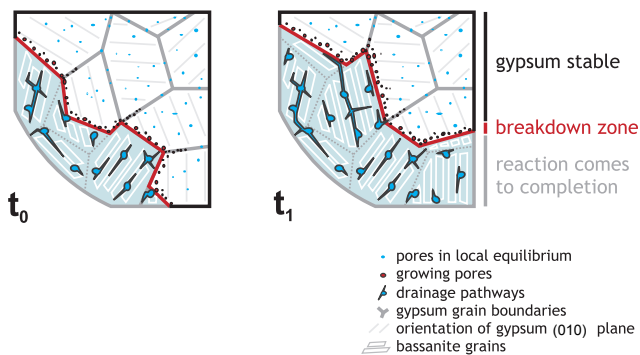 gypsum stable
breakdown zone
reaction comes
to completion
t0
t1
pores in local equilibrium
growing pores
drainage pathways
gypsum grain boundaries
orientation of gypsum (010) plane
bassanite grains